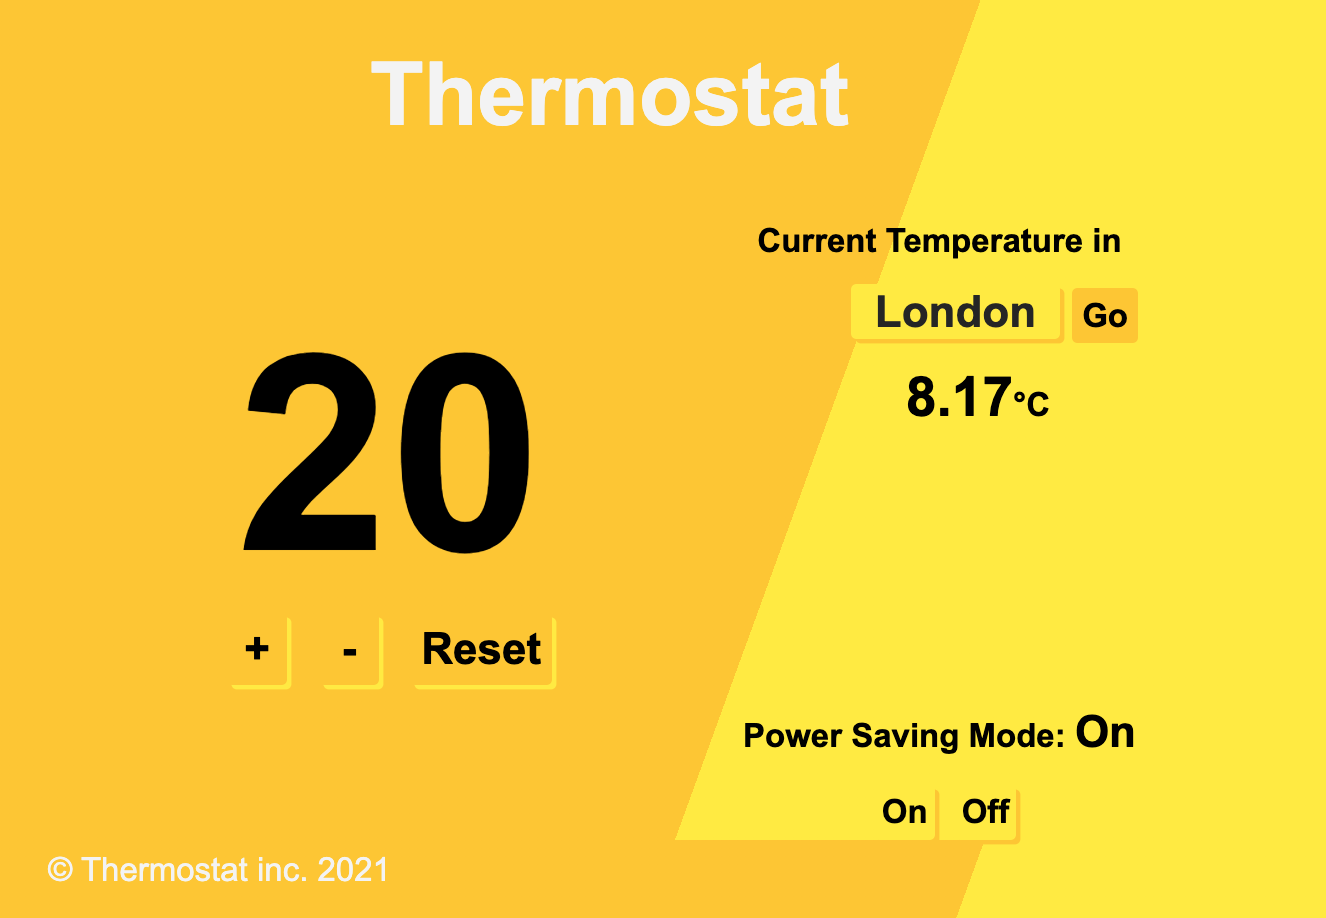 Thermostat
Current Temperature in
London Go
8.17°C
20
+ - Reset
Power Saving Mode: On
On Off
© Thermostat inc. 2021